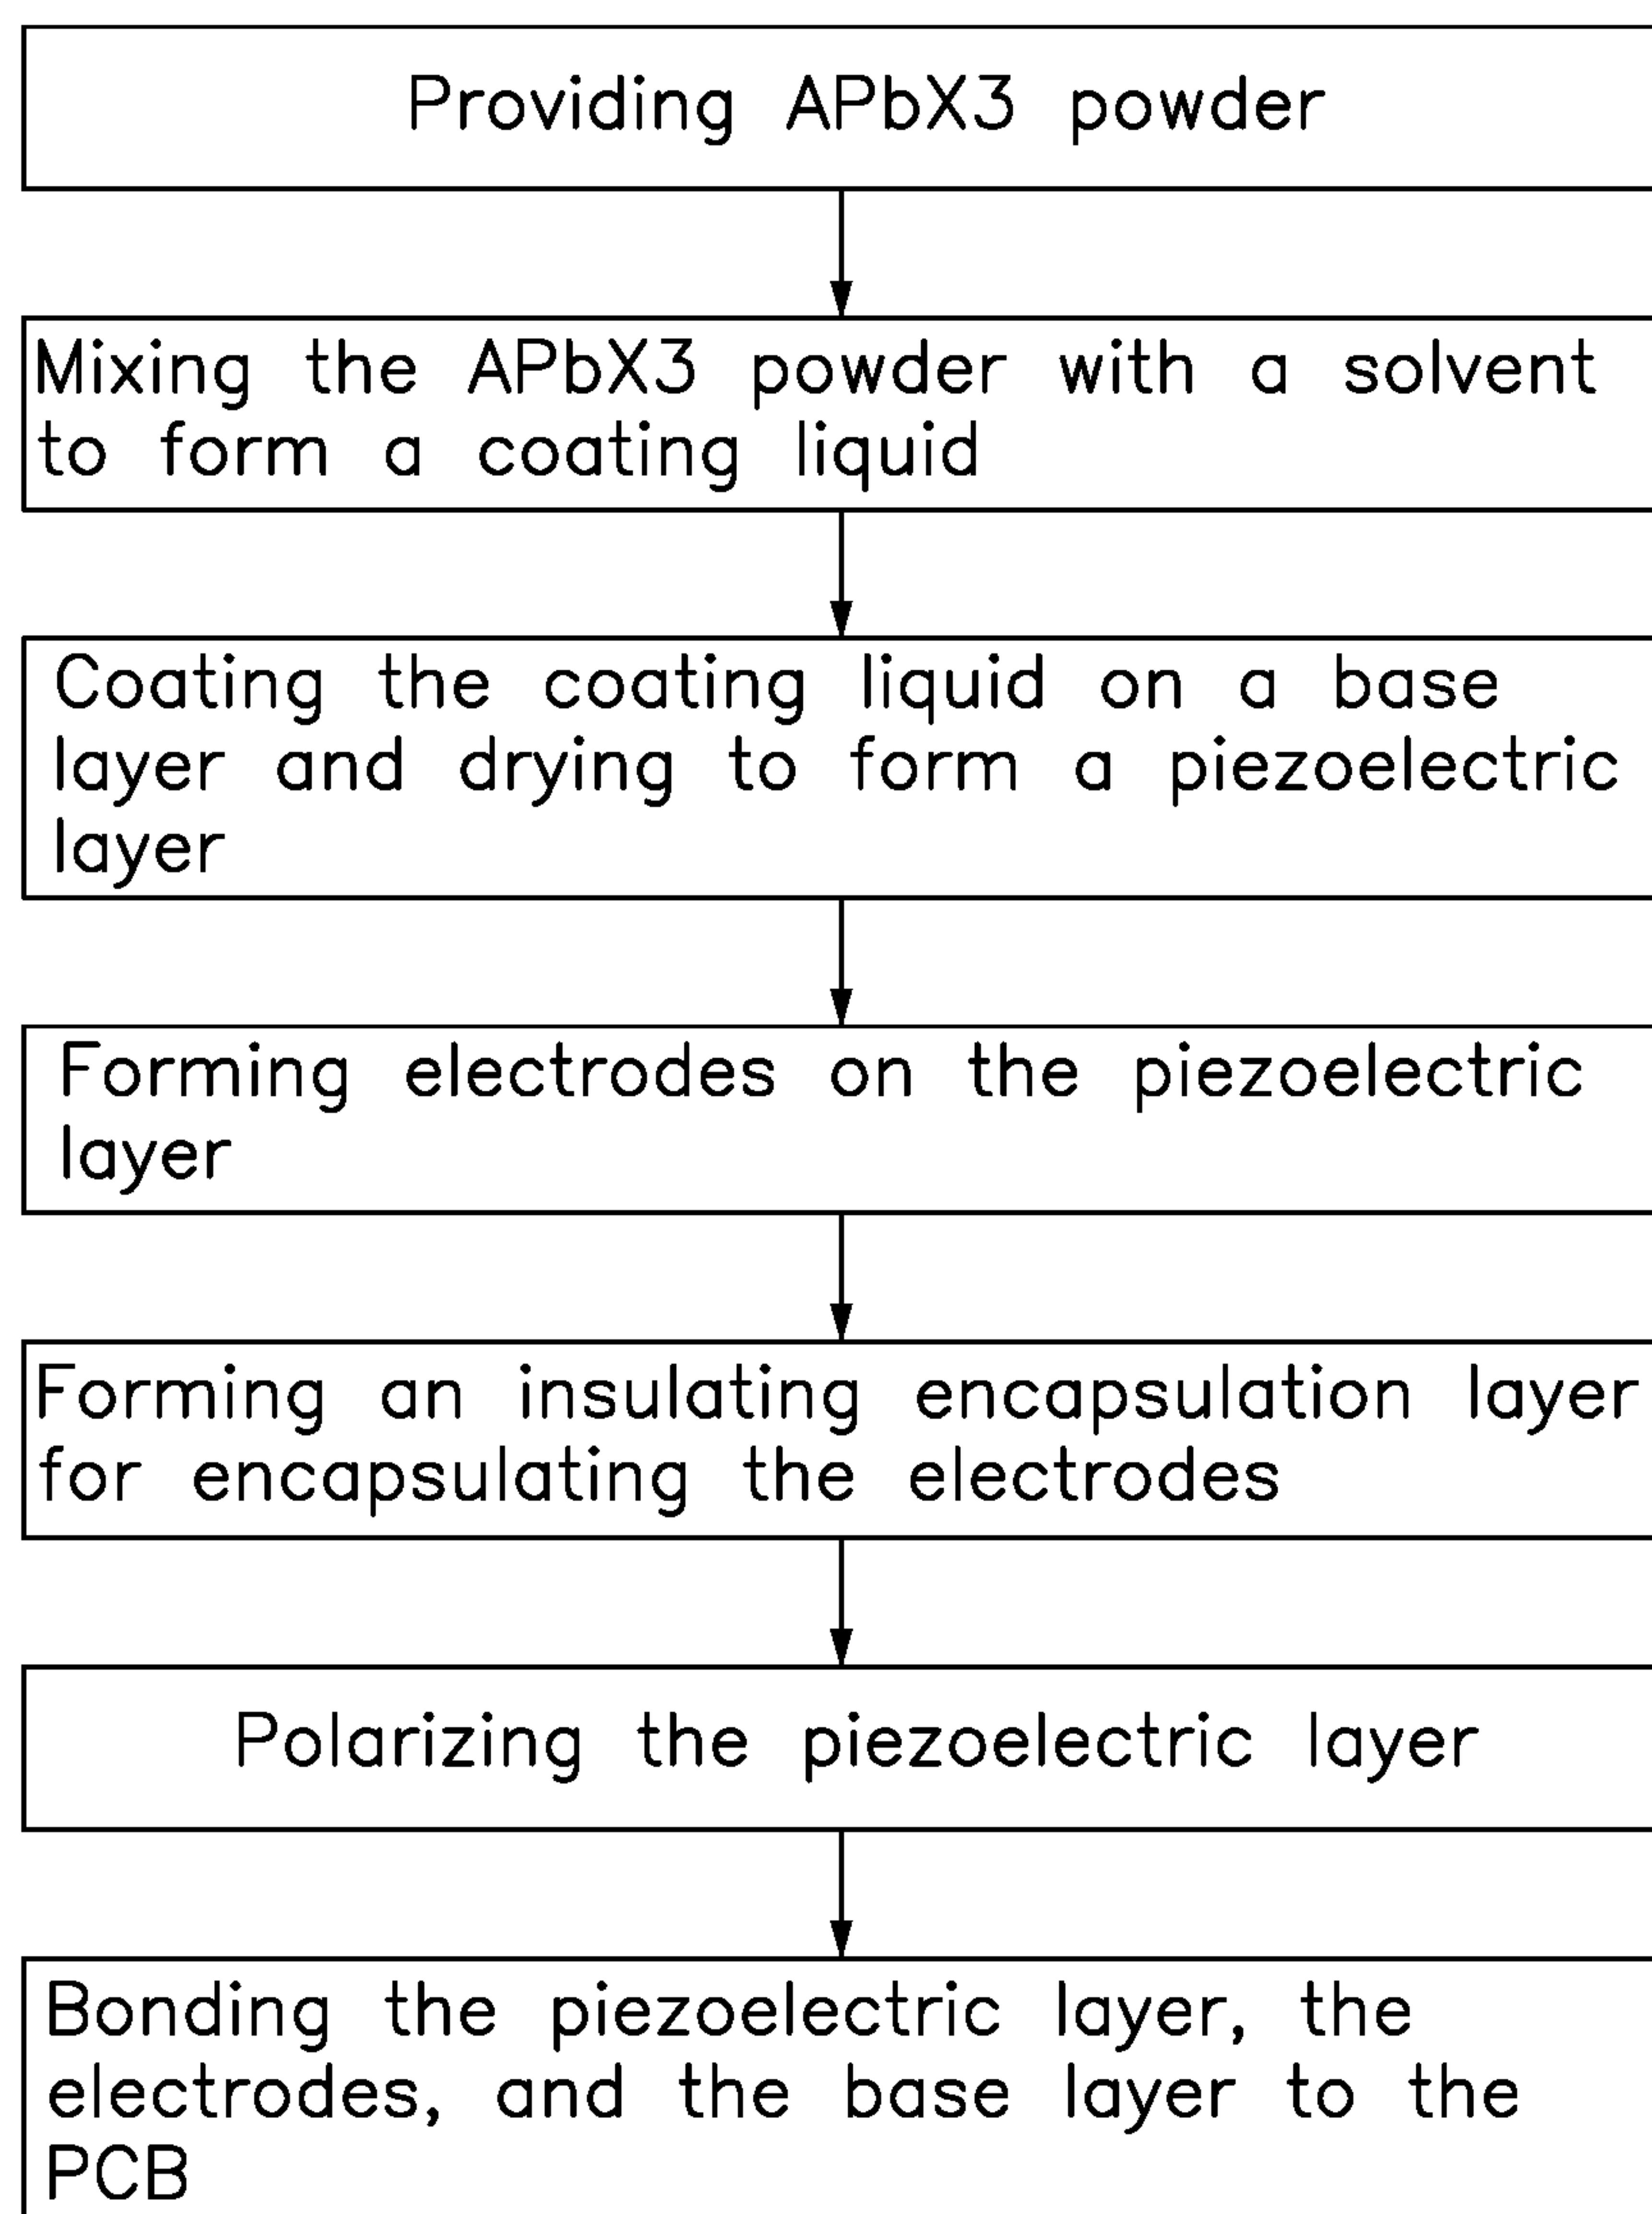 Providing APbX3 powder
Mixing the APbX3 powder with a solvent
to form a coating liquid
Coating the coating liquid on a base
layer and drying to form a piezoelectric
layer
Forming electrodes on the piezoelectric
layer
Forming an insulating encapsulation layer
for encapsulating the electrodes
Polarizing the piezoelectric layer
Bonding the piezoelectric layer, the
electrodes, and the base layer to the
PCB